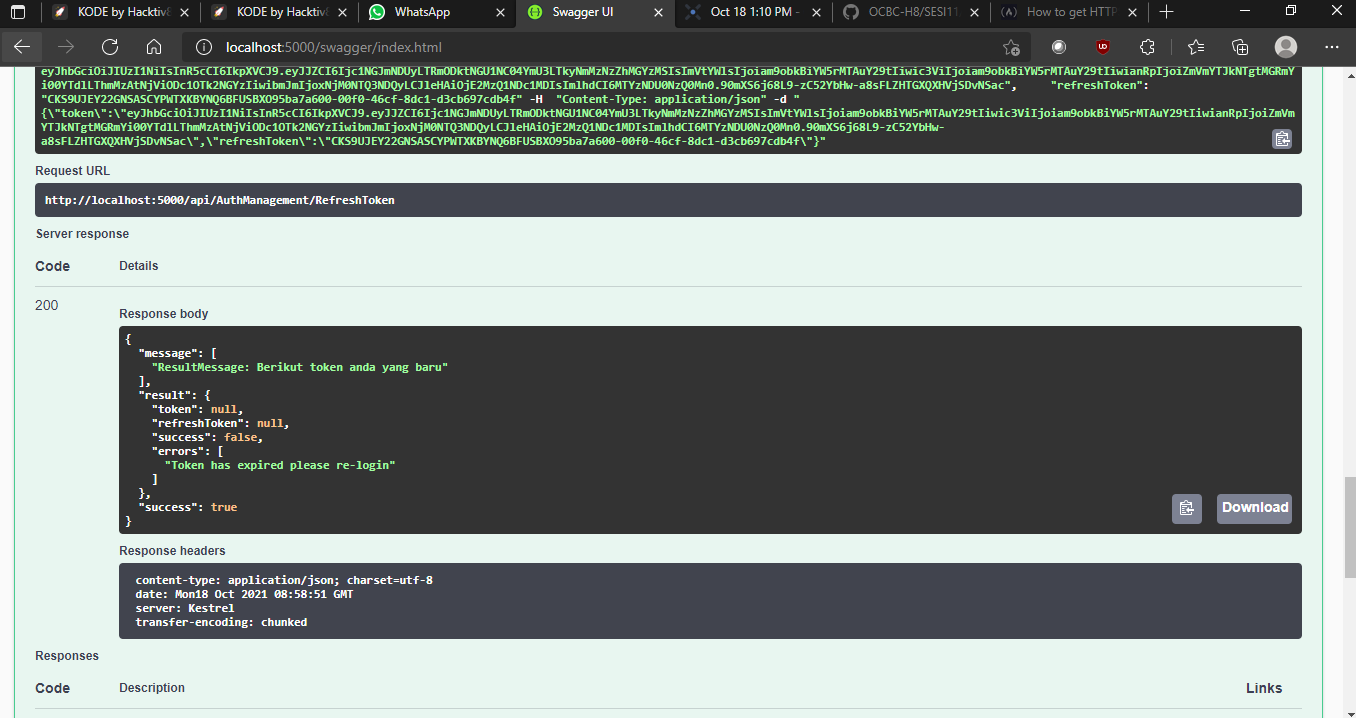 KODE by Hacktiv8
KODE by Hacktiv8
WhatsApp
Swagger UI
Oct 18 1:10 PM -
OCBC-H8/SESI11
How to get HTTP
localhost:5000/swagger/index.html
UD
i00YTdlLThmMzAtNjViODc1OTk2NGYzIiwibmJmIjoxNjM0NTQ3NDQyLCJleHAiOjE2MzQ1NDc1MDIsImlhdCI6MTYzNDU0NzQ0Mn0.90mXS6j68L9-zC52YbHw-a8sFLZHTGXQXHVjSDvNSac", "refreshToken":
"CKS9UJEY22GNSASCYPWTXKBYNQ6BFUSBXO95ba7a600-00f0-46cf-8dc1-d3cb697cdb4f" -H "Content-Type: application/json" -d "
YTJkNTgtMGRmYi00YTdlLThmMzAtNjViODc1OTk2NGYzIiwibmJmIjoxNjM0NTQ3NDQyLCJleHAiOjE2MzQ1NDc1MDIsImlhdCI6MTYzNDU0NzQ0Mn0.90mXS6j68L9-zC52YbHw-
a8sFLZHTGXQXHVjSDvNSac\",\"refreshToken\":\"CKS9UJEY22GNSASCYPWTXKBYNQ6BFUSBXO95ba7a600-00f0-46cf-8dc1-d3cb697cdb4f\"}"
Request URL
http://localhost:5000/api/AuthManagement/RefreshToken
Server response
Code Details
200
Response body
{
"message": [
"ResultMessage: Berikut token anda yang baru"
],
"result": {
"token": null,
"refreshToken": null,
"success": false,
"errors": [
"Token has expired please re-login"
]
},
"success": true
}
Download
Response headers
content-type: application/json; charset=utf-8
date: Mon18 Oct 2021 08:58:51 GMT
server: Kestrel
transfer-encoding: chunked
Responses
Code Description Links